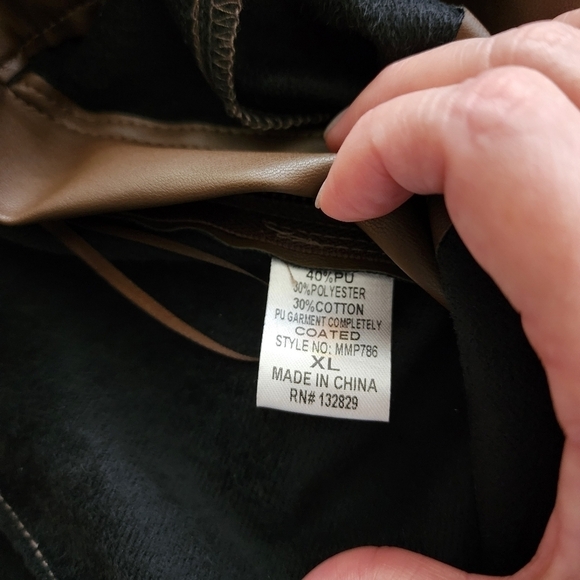 40%PU
30%POLYESTER
30%COTTON
PU GARMENT COMPLETELY
COATED
STYLE NO: MMP786
XL
MADE IN CHINA
RN# 132829